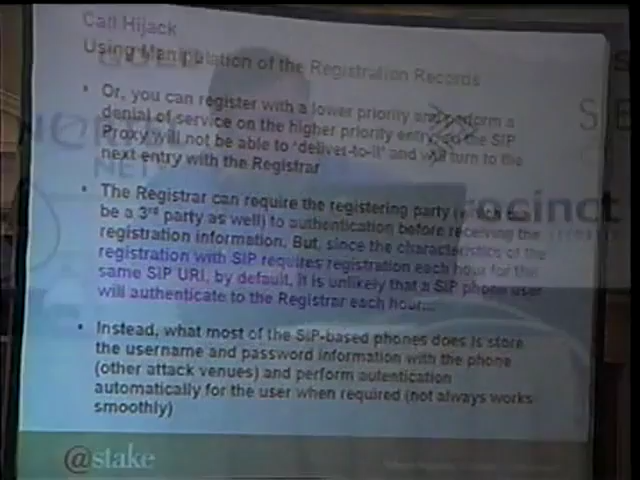 Call Hijack
Using Manipulation of the Registration Records
• Or, you can register with a lower priority and perform a
denial of service on the higher priority entry, so the SIP
Proxy will not be able to 'deliver-to-it' and will turn to the
next entry with the Registrar
• The Registrar can require the registering party
be a 3rd party as well) to authentication before receiving the
registration information. But, since the characteristics of the
registration with SIP requires registration each hour for the
same SIP URI, by default, it is unlikely that a SIP phone user
will authenticate to the Registrar each hour...
• Instead, what most of the SIP-based phones does is store
the username and password information with the phone
(other attack venues) and perform autentication
automatically for the user when required (not always works
smoothly)
@stake